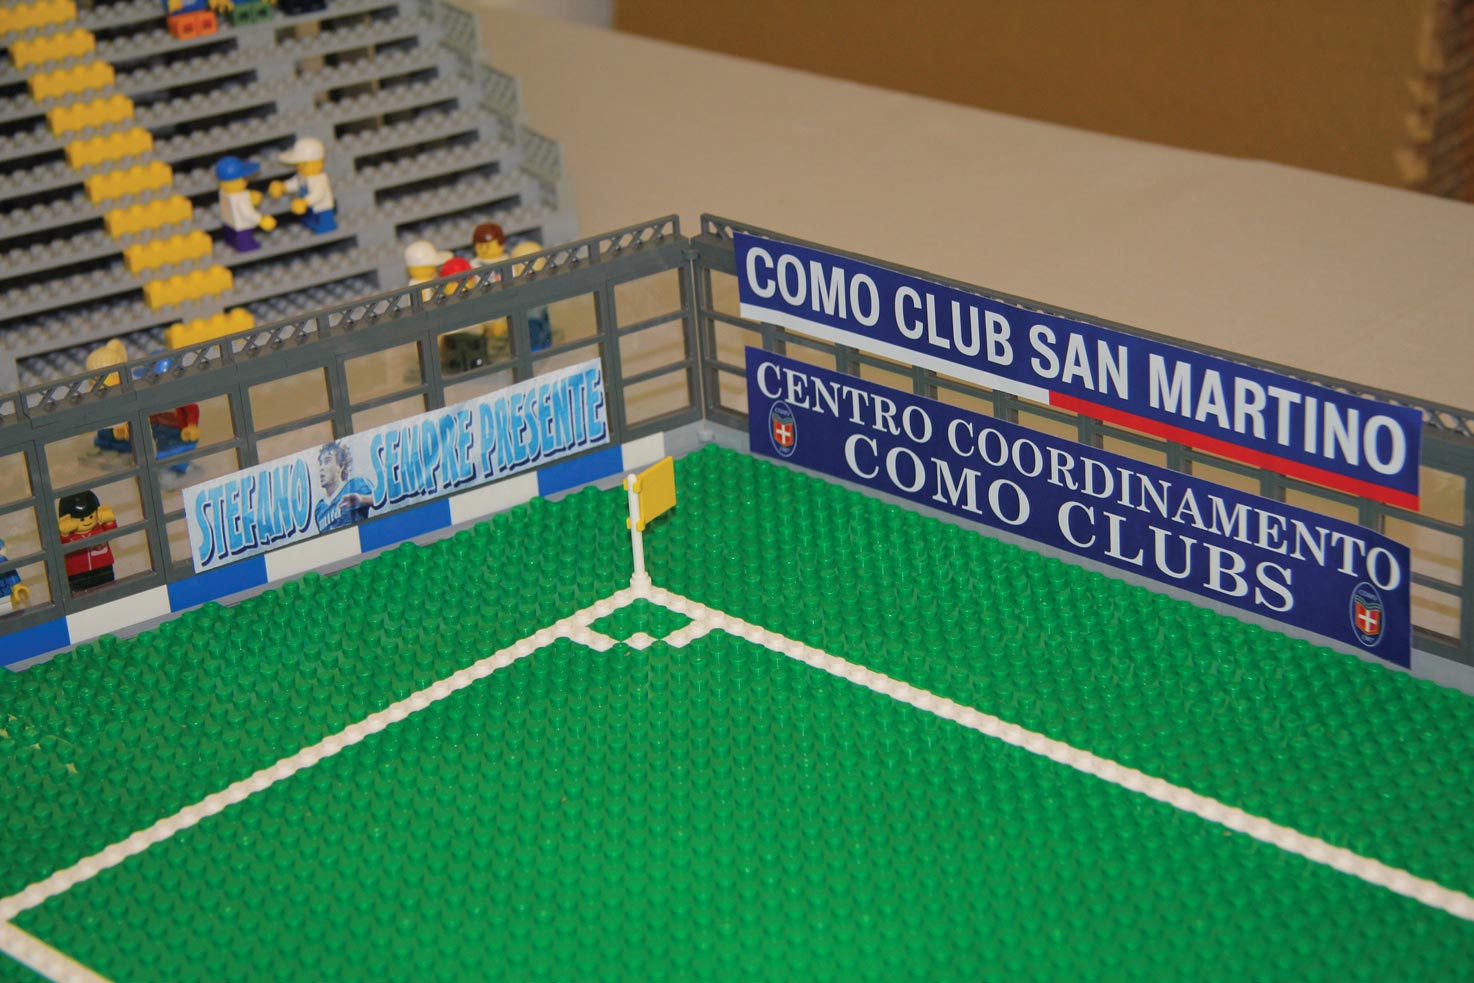 STEFANO SEMPRE PRESENTE
COMO CLUB SAN MARTINO
CENTRO COORDINAMENTO
COMO CLUBS